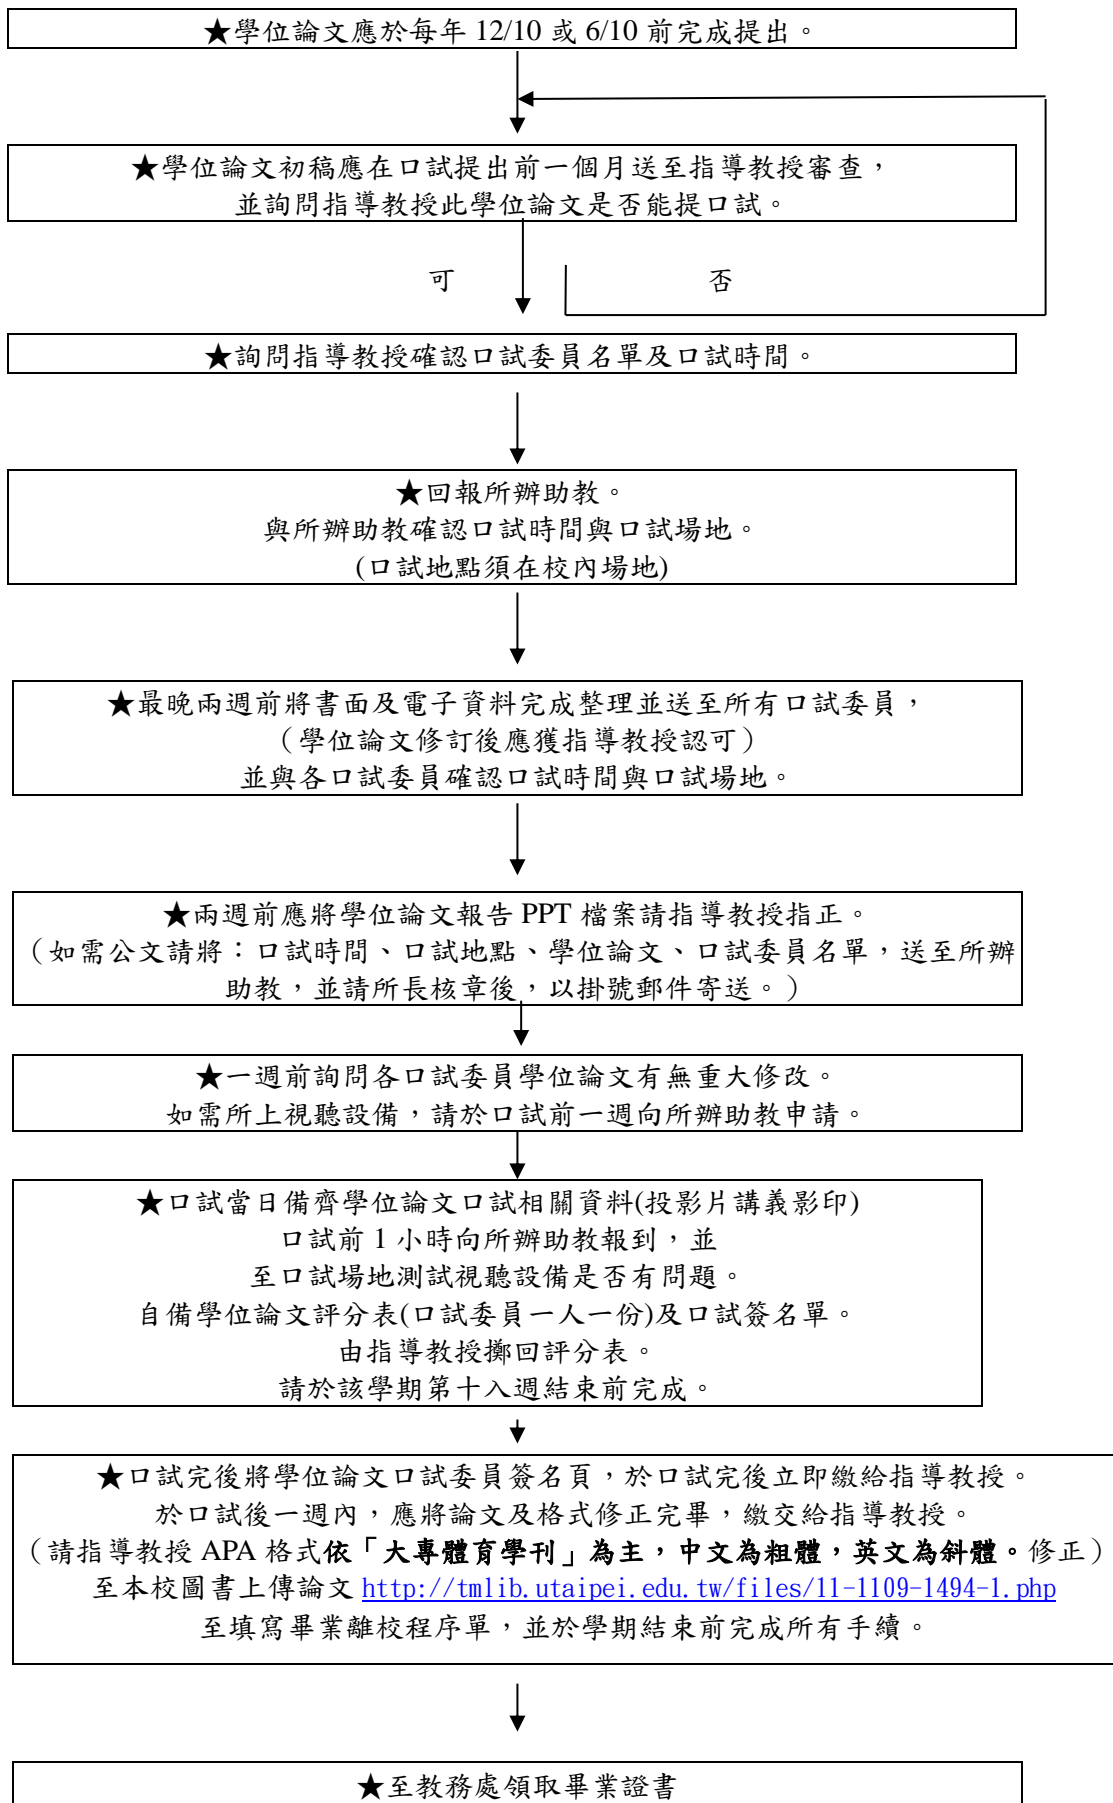 ★學位論文應於每年 12/10 或 6/10 前完成提出。
★學位論文初稿應在口試提出前一個月送至指導教授審查，
並詢問指導教授此學位論文是否能提口試。
可
否
★詢問指導教授確認口試委員名單及口試時間。
★回報所辦助教。
與所辦助教確認口試時間與口試場地。
(口試地點須在校內場地)
★最晚兩週前將書面及電子資料完成整理並送至所有口試委員，
（學位論文修訂後應獲指導教授認可）
並與各口試委員確認口試時間與口試場地。
★兩週前應將學位論文報告 PPT 檔案請指導教授指正。
（如需公文請將：口試時間、口試地點、學位論文、口試委員名單，送至所辦
助教，並請所長核章後，以掛號郵件寄送。）
★一週前詢問各口試委員學位論文有無重大修改。
如需所上視聽設備，請於口試前一週向所辦助教申請。
★口試當日備齊學位論文口試相關資料(投影片講義影印)
口試前 1 小時向所辦助教報到，並
至口試場地測試視聽設備是否有問題。
自備學位論文評分表(口試委員一人一份)及口試簽名單。
由指導教授擲回評分表。
請於該學期第十八週結束前完成。
★口試完後將學位論文口試委員簽名頁，於口試完後立即繳給指導教授。
於口試後一週內，應將論文及格式修正完畢，繳交給指導教授。
（請指導教授 APA 格式依「大專體育學刊」為主，中文為粗體，英文為斜體。修正）
至本校圖書上傳論文 http://tmlib.utaipei.edu.tw/files/11-1109-1494-1.php
至填寫畢業離校程序單，並於學期結束前完成所有手續。
★至教務處領取畢業證書